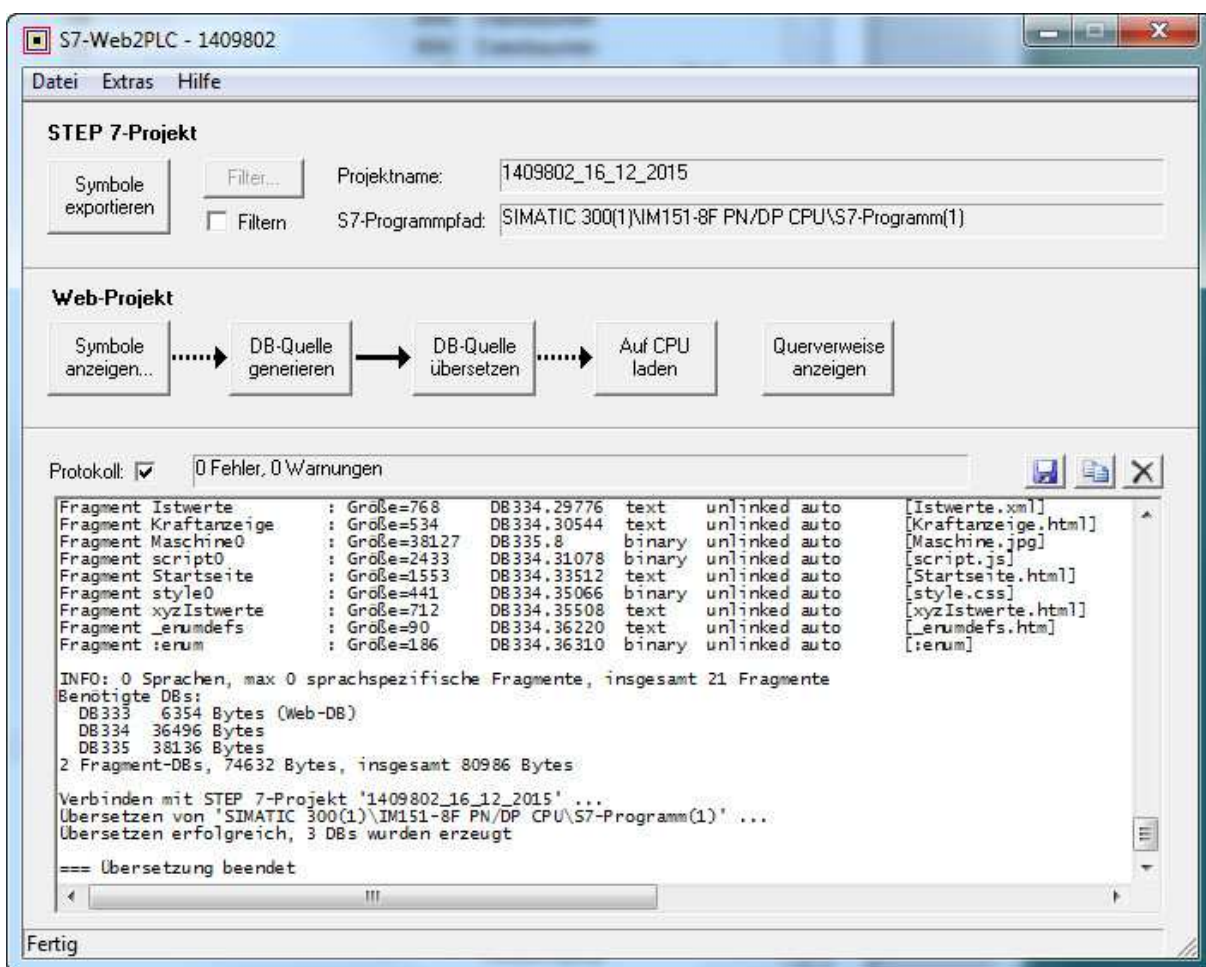 S7-Web2PLC - 1409802
Datei Extras Hilfe
STEP 7-Projekt
Symbole exportieren
Filter...
Filtern
Projektname: 1409802_16_12_2015
S7-Programmpfad: SIMATIC 300(1)\IM151-8F PN/DP CPU\S7-Programm(1)
Web-Projekt
Symbole anzeigen...
DB-Quelle generieren
DB-Quelle übersetzen
Auf CPU laden
Querverweise anzeigen
Protokoll: 0 Fehler, 0 Warnungen
Fragment Istwerte : Größe=768 DB334.29776 text unlinked auto [Istwerte.xml]
Fragment Kraftanzeige : Größe=534 DB334.30544 text unlinked auto [Kraftanzeige.html]
Fragment Maschine0 : Größe=38127 DB335.8 binary unlinked auto [Maschine.jpg]
Fragment script0 : Größe=2433 DB334.31078 binary unlinked auto [script.js]
Fragment Startseite : Größe=1553 DB334.33512 text unlinked auto [Startseite.html]
Fragment style0 : Größe=441 DB334.35066 binary unlinked auto [style.css]
Fragment xyzIstwerte : Größe=712 DB334.35508 text unlinked auto [xyzIstwerte.html]
Fragment _enumdefs : Größe=90 DB334.36220 text unlinked auto [_enumdefs.htm]
Fragment :enum : Größe=186 DB334.36310 binary unlinked auto [:enum]
INFO: 0 Sprachen, max 0 sprachspezifische Fragmente, insgesamt 21 Fragmente
Benötigte DBs:
DB333 6354 Bytes (Web-DB)
DB334 36496 Bytes
DB335 38136 Bytes
2 Fragment-DBs, 74632 Bytes, insgesamt 80986 Bytes
Verbinden mit STEP 7-Projekt '1409802_16_12_2015' ...
Übersetzen von 'SIMATIC 300(1)\IM151-8F PN/DP CPU\S7-Programm(1)' ...
Übersetzen erfolgreich, 3 DBs wurden erzeugt
=== Übersetzung beendet
Fertig